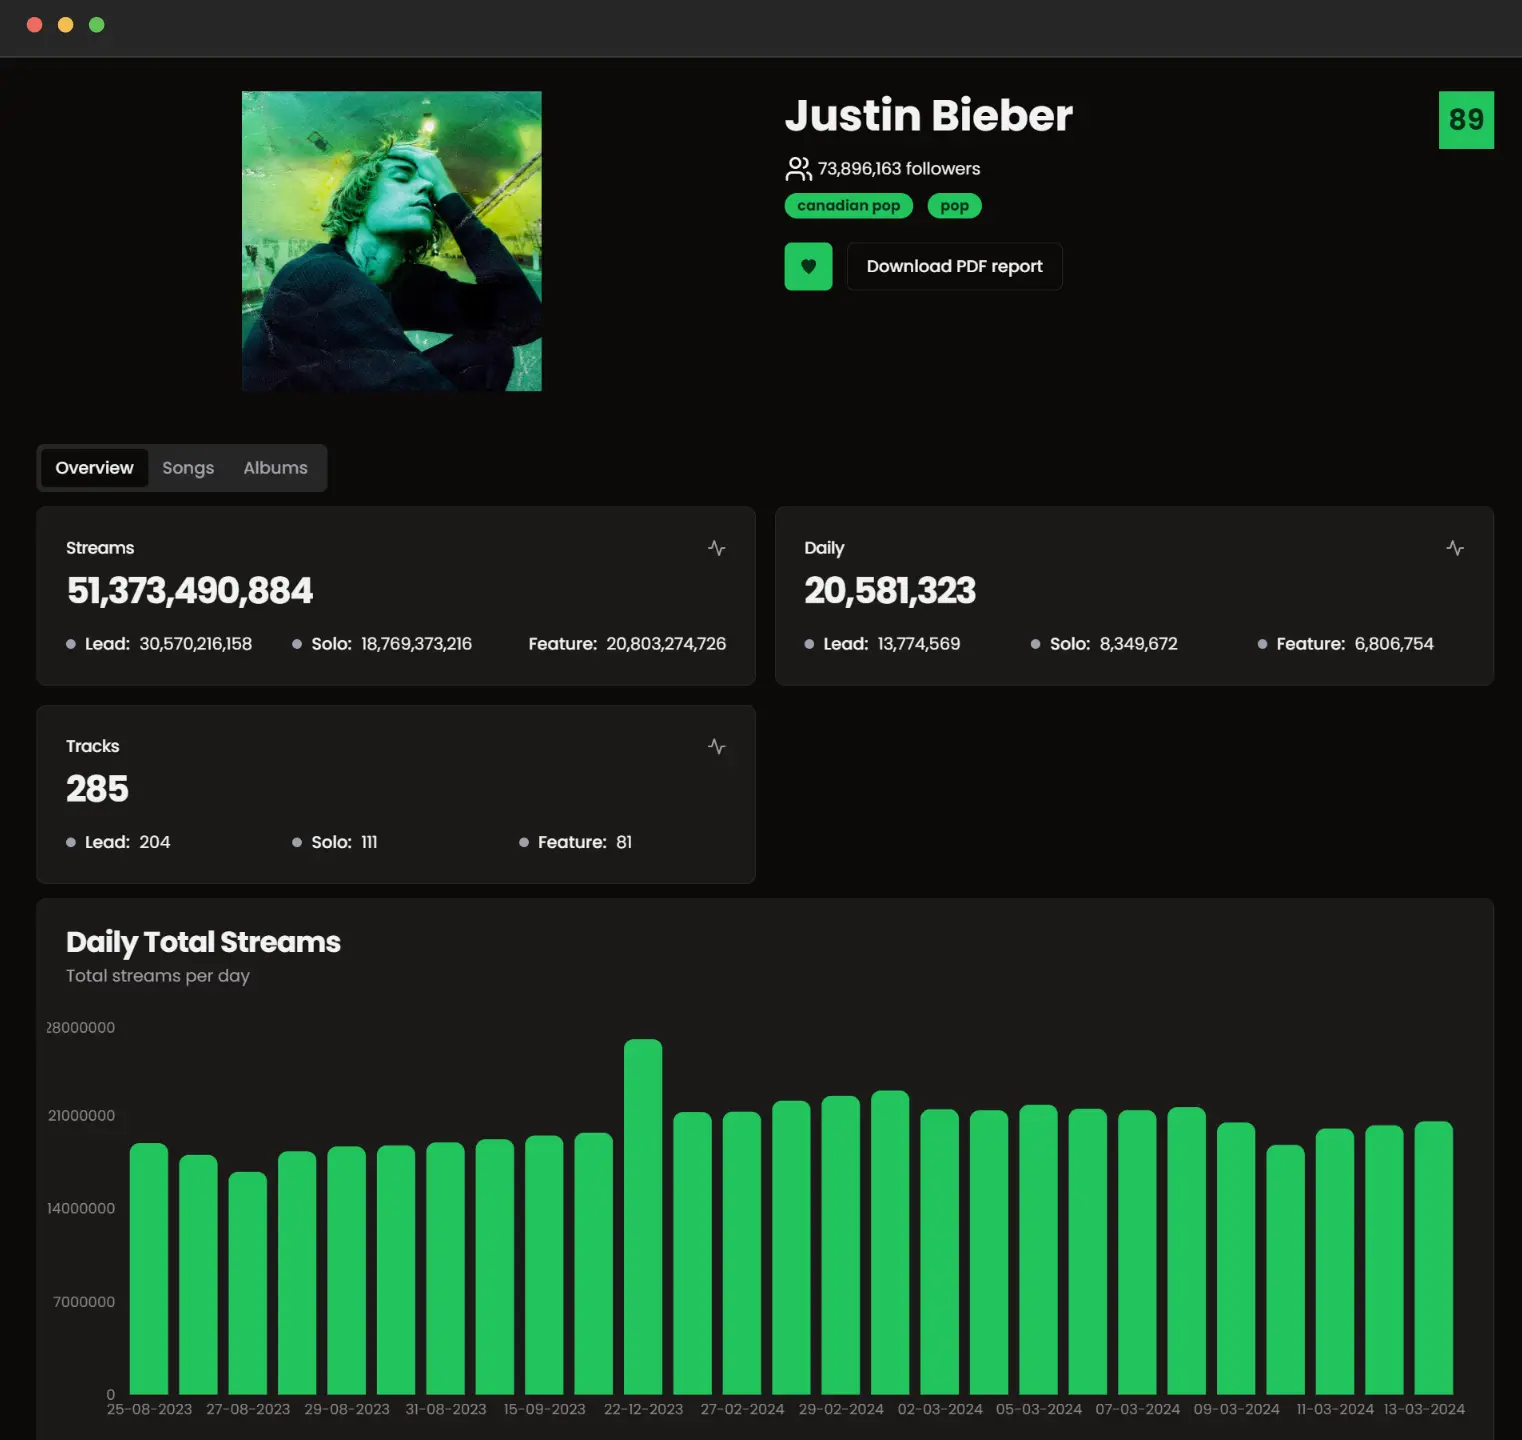 Justin Bieber
89
73,896,163 followers
canadian pop pop
Download PDF report
Overview Songs Albums
Streams
51,373,490,884
Lead: 30,570,216,158 Solo: 18,769,373,216 Feature: 20,803,274,726
Daily
20,581,323
Lead: 13,774,569 Solo: 8,349,672 Feature: 6,806,754
Tracks
285
Lead: 204 Solo: 111 Feature: 81
Daily Total Streams
Total streams per day
28000000
21000000
14000000
7000000
0
25-08-2023 27-08-2023 29-08-2023 31-08-2023 15-09-2023 22-12-2023 27-02-2024 29-02-2024 02-03-2024 05-03-2024 07-03-2024 09-03-2024 11-03-2024 13-03-2024